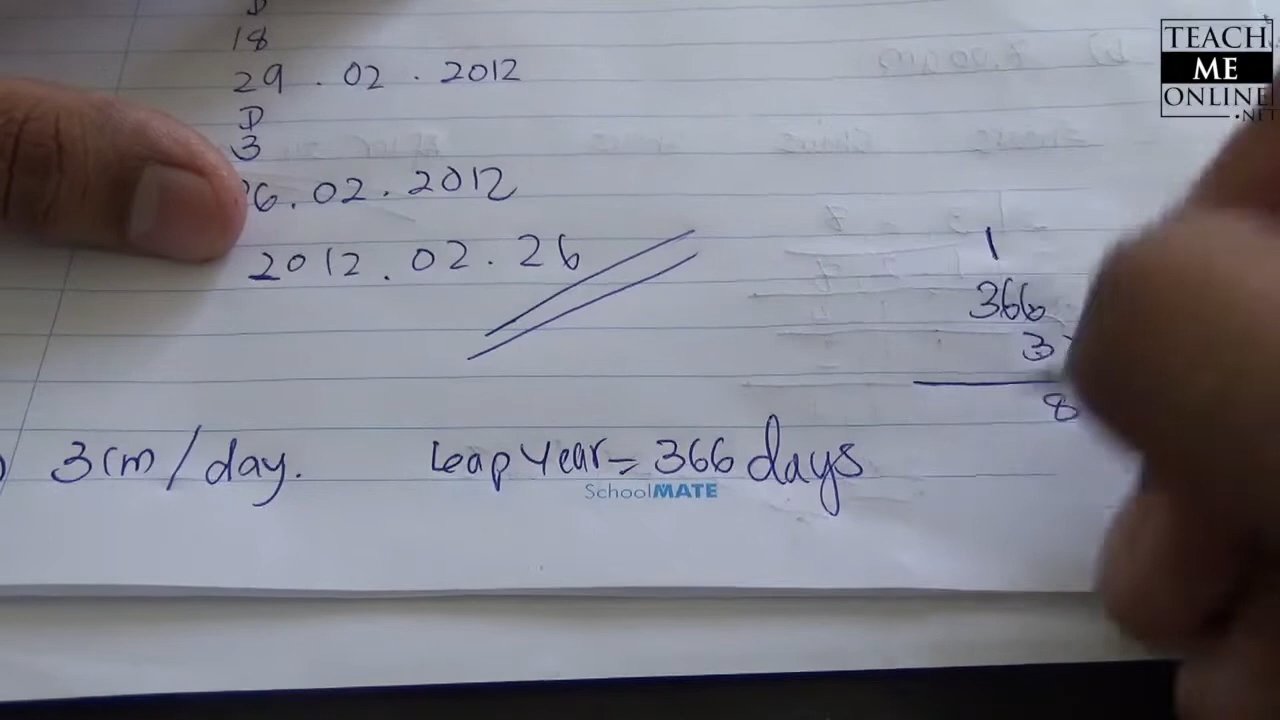 D
18
29 . 02 . 2012
D
3
26.02.2012
2012.02.26
1
366
3
8
3cm/day. Leap Year = 366 days
SchoolMATE
TEACH
ME
ONLINE
.NET